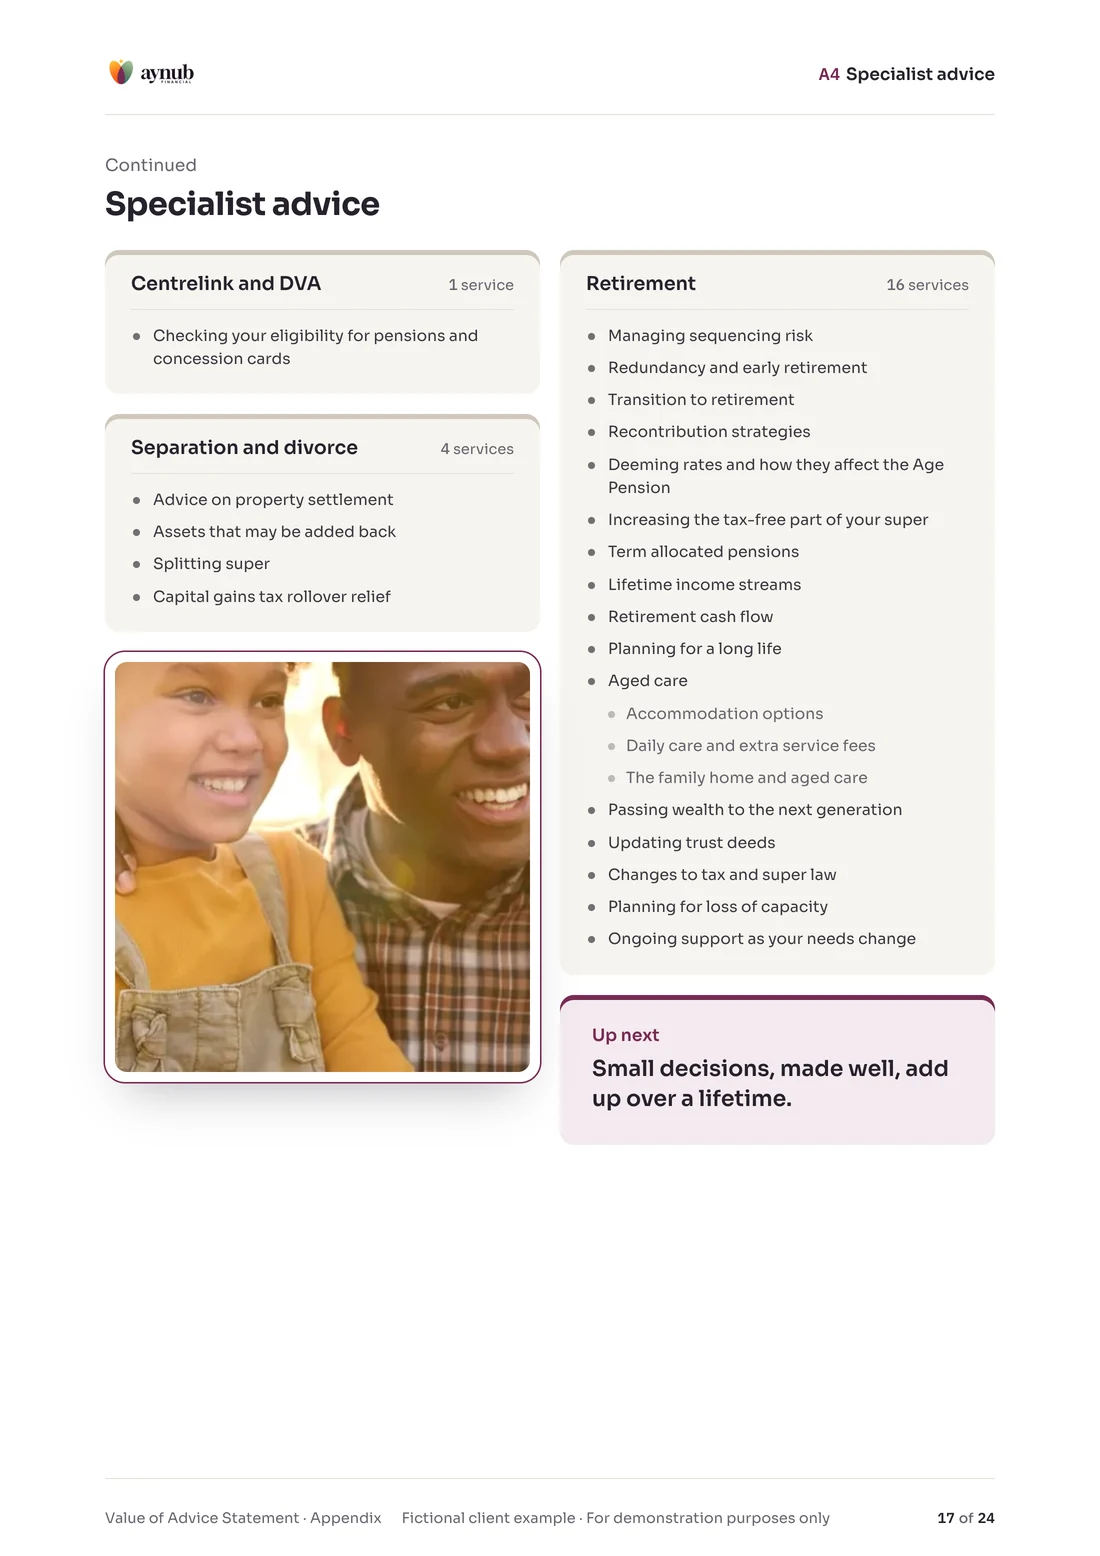 aynub
FINANCIAL
A4 Specialist advice
Continued
Specialist advice
Centrelink and DVA
1 service
Checking your eligibility for pensions and
concession cards
Separation and divorce
4 services
Advice on property settlement
Assets that may be added back
Splitting super
Capital gains tax rollover relief
Retirement
16 services
Managing sequencing risk
Redundancy and early retirement
Transition to retirement
Recontribution strategies
Deeming rates and how they affect the Age
Pension
Increasing the tax-free part of your super
Term allocated pensions
Lifetime income streams
Retirement cash flow
Planning for a long life
Aged care
Accommodation options
Daily care and extra service fees
The family home and aged care
Passing wealth to the next generation
Updating trust deeds
Changes to tax and super law
Planning for loss of capacity
Ongoing support as your needs change
Up next
Small decisions, made well, add
up over a lifetime.
Value of Advice Statement · Appendix
Fictional client example · For demonstration purposes only
17 of 24